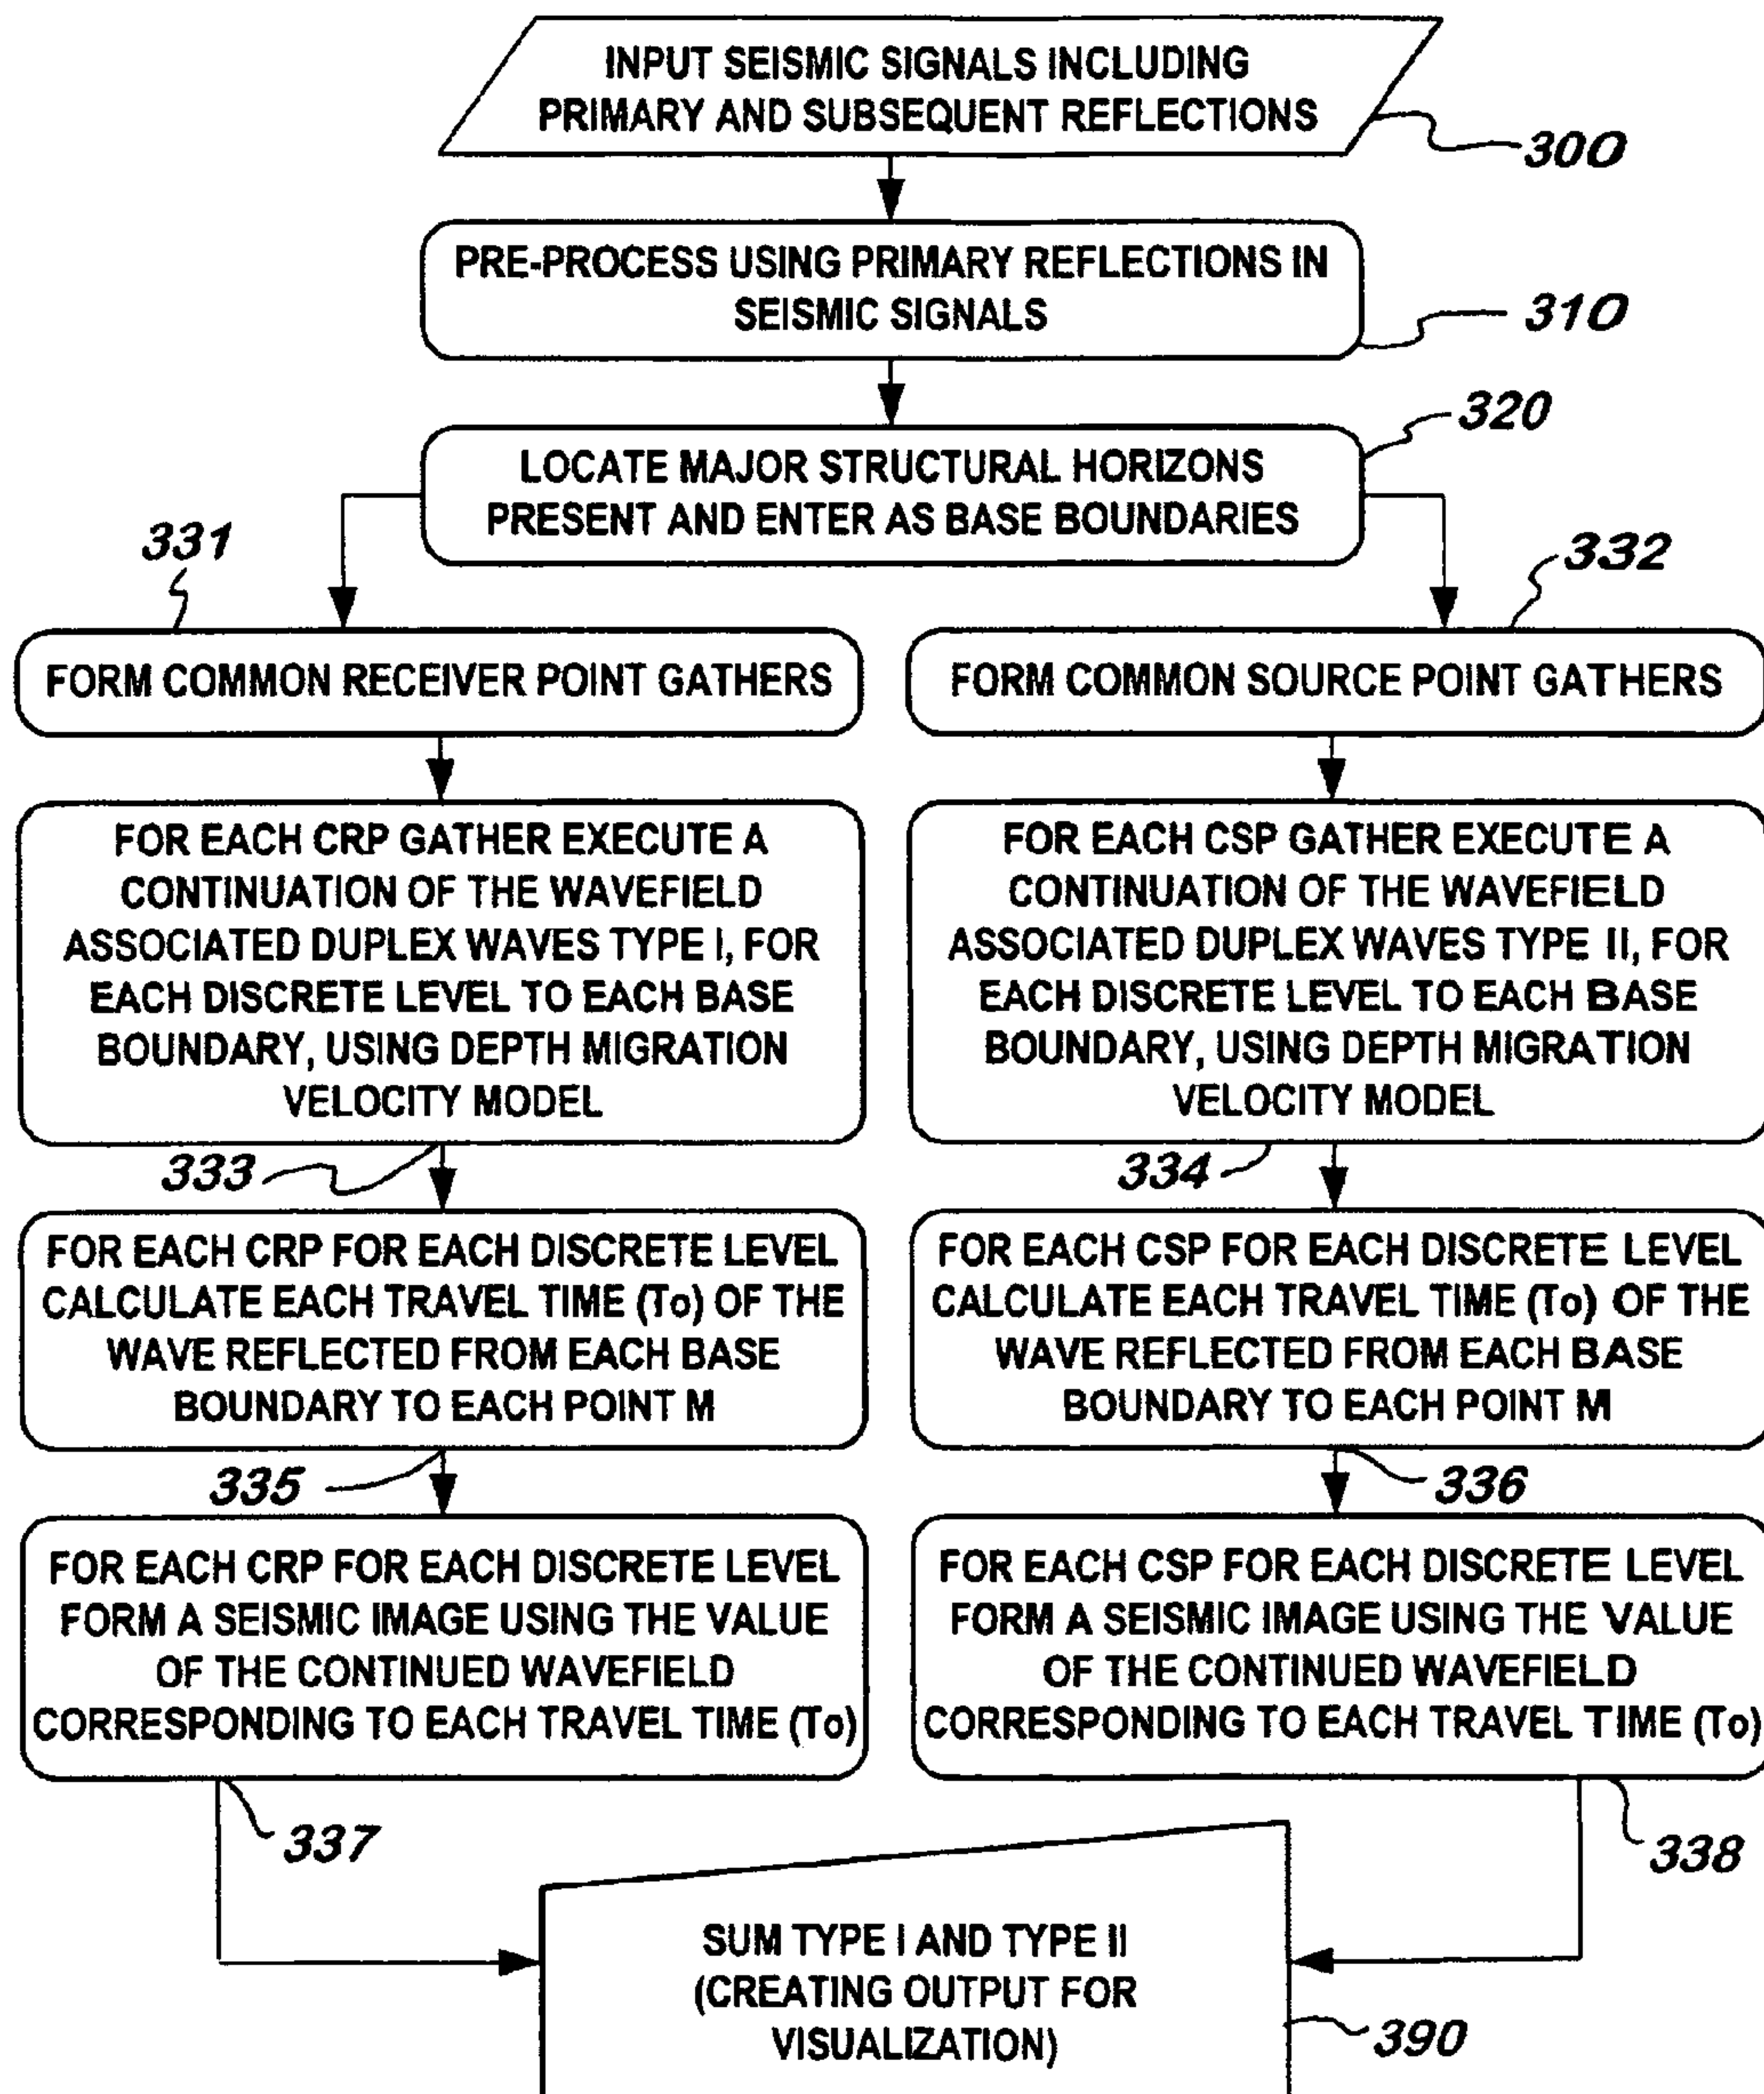 INPUT SEISMIC SIGNALS INCLUDING
PRIMARY AND SUBSEQUENT REFLECTIONS
300
PRE-PROCESS USING PRIMARY REFLECTIONS IN
SEISMIC SIGNALS
310
320
LOCATE MAJOR STRUCTURAL HORIZONS
PRESENT AND ENTER AS BASE BOUNDARIES
331
332
FORM COMMON RECEIVER POINT GATHERS
FORM COMMON SOURCE POINT GATHERS
FOR EACH CRP GATHER EXECUTE A
CONTINUATION OF THE WAVEFIELD
ASSOCIATED DUPLEX WAVES TYPE I, FOR
EACH DISCRETE LEVEL TO EACH BASE
BOUNDARY, USING DEPTH MIGRATION
VELOCITY MODEL
333
FOR EACH CSP GATHER EXECUTE A
CONTINUATION OF THE WAVEFIELD
ASSOCIATED DUPLEX WAVES TYPE II, FOR
EACH DISCRETE LEVEL TO EACH BASE
BOUNDARY, USING DEPTH MIGRATION
VELOCITY MODEL
334
FOR EACH CRP FOR EACH DISCRETE LEVEL
CALCULATE EACH TRAVEL TIME (To) OF THE
WAVE REFLECTED FROM EACH BASE
BOUNDARY TO EACH POINT M
335
FOR EACH CSP FOR EACH DISCRETE LEVEL
CALCULATE EACH TRAVEL TIME (To) OF THE
WAVE REFLECTED FROM EACH BASE
BOUNDARY TO EACH POINT M
336
FOR EACH CRP FOR EACH DISCRETE LEVEL
FORM A SEISMIC IMAGE USING THE VALUE
OF THE CONTINUED WAVEFIELD
CORRESPONDING TO EACH TRAVEL TIME (To)
337
FOR EACH CSP FOR EACH DISCRETE LEVEL
FORM A SEISMIC IMAGE USING THE VALUE
OF THE CONTINUED WAVEFIELD
CORRESPONDING TO EACH TRAVEL TIME (To)
338
SUM TYPE I AND TYPE II
(CREATING OUTPUT FOR
VISUALIZATION)
390